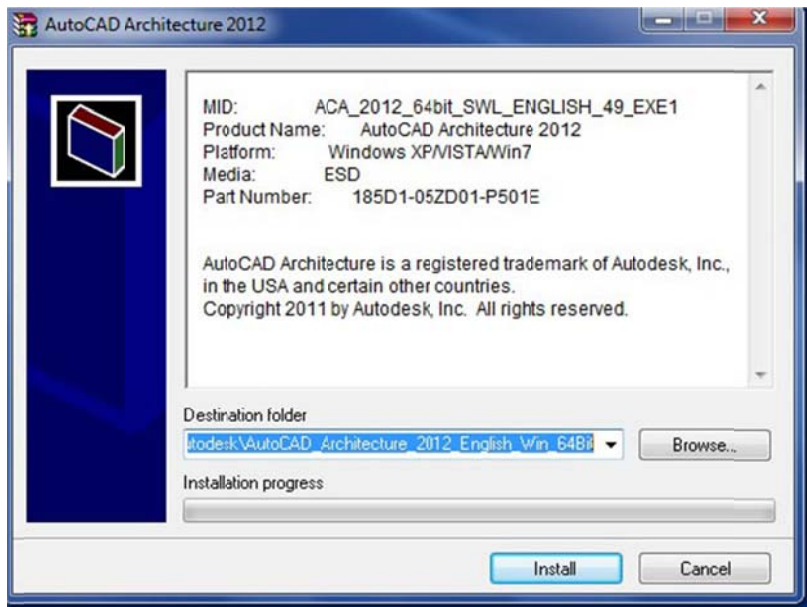 AutoCAD Architecture 2012
MID: ACA_2012_64bit_SWL_ENGLISH_49_EXE1
Product Name: AutoCAD Architecture 2012
Platform: Windows XP/VISTA/Win7
Media: ESD
Part Number: 185D1-05ZD01-P501E
AutoCAD Architecture is a registered trademark of Autodesk, Inc.,
in the USA and certain other countries.
Copyright 2011 by Autodesk, Inc. All rights reserved.
Destination folder
utodesk\AutoCAD_Architecture_2012_English_Win_64Bit
Browse...
Installation progress
Install
Cancel